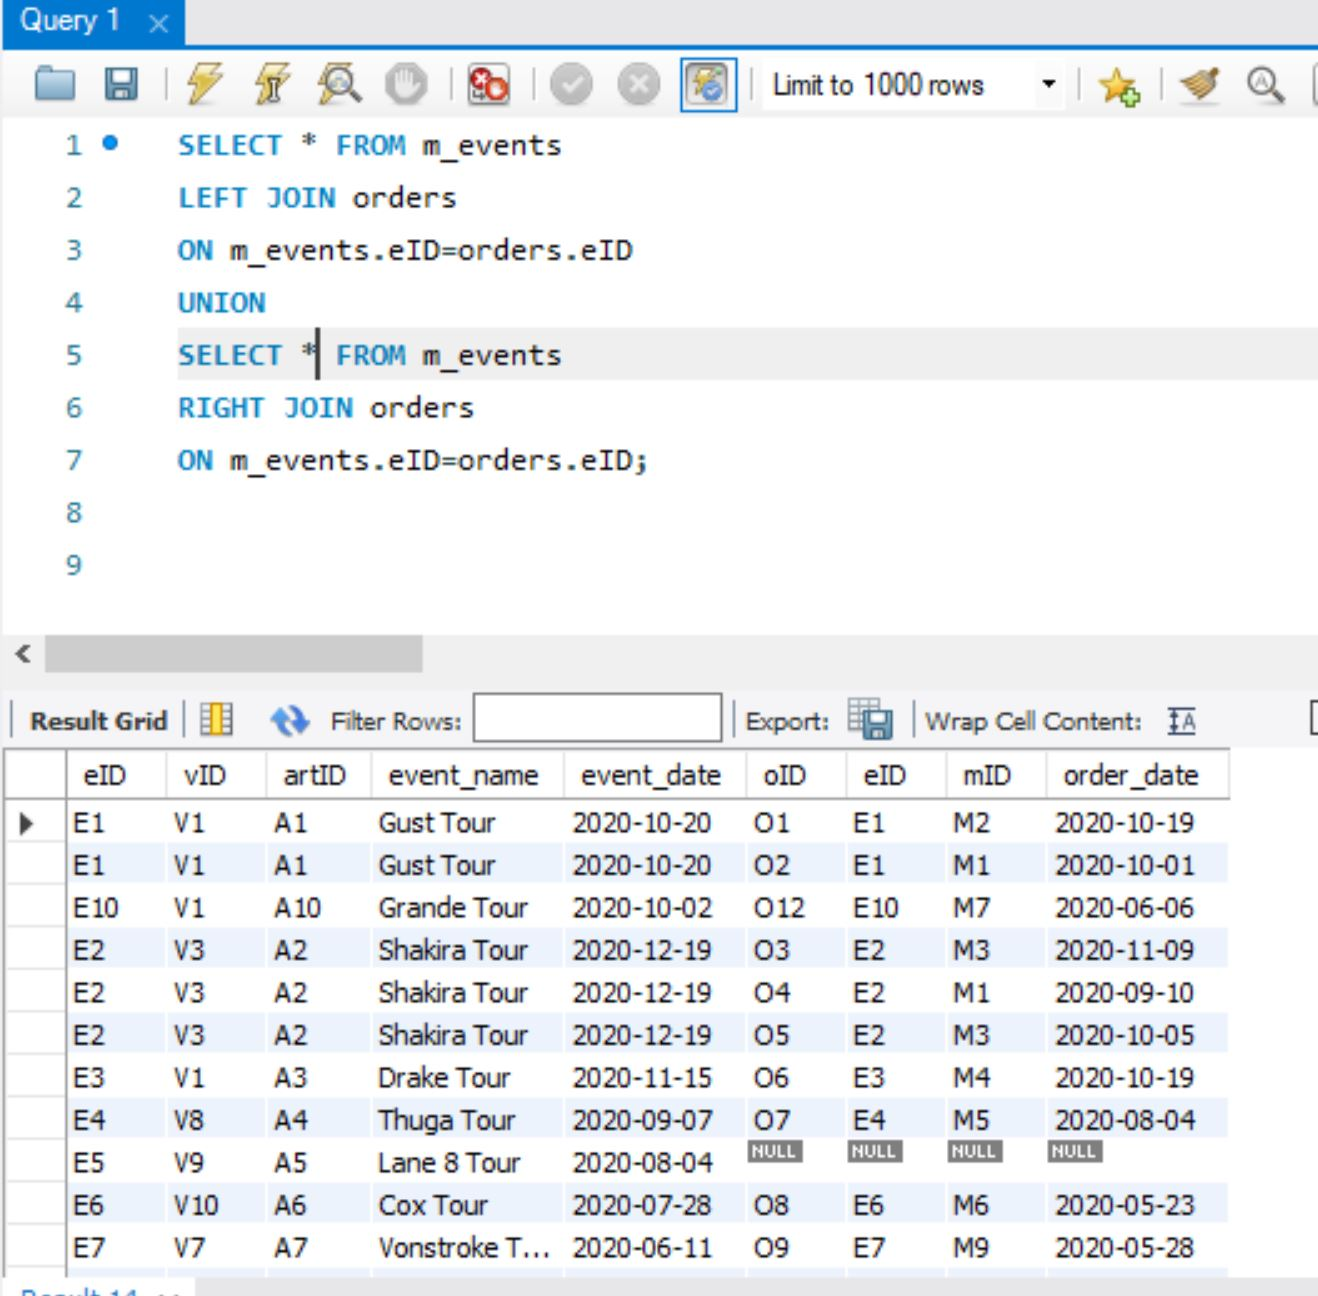 Query 1
Limit to 1000 rows
1 SELECT * FROM m_events
2 LEFT JOIN orders
3 ON m_events.eID=orders.eID
4 UNION
5 SELECT * FROM m_events
6 RIGHT JOIN orders
7 ON m_events.eID=orders.eID;
8
9
Result Grid Filter Rows: Export: Wrap Cell Content:
eID vID artID event_name event_date oID eID mID order_date
E1 V1 A1 Gust Tour 2020-10-20 O1 E1 M2 2020-10-19
E1 V1 A1 Gust Tour 2020-10-20 O2 E1 M1 2020-10-01
E10 V1 A10 Grande Tour 2020-10-02 O12 E10 M7 2020-06-06
E2 V3 A2 Shakira Tour 2020-12-19 O3 E2 M3 2020-11-09
E2 V3 A2 Shakira Tour 2020-12-19 O4 E2 M1 2020-09-10
E2 V3 A2 Shakira Tour 2020-12-19 O5 E2 M3 2020-10-05
E3 V1 A3 Drake Tour 2020-11-15 O6 E3 M4 2020-10-19
E4 V8 A4 Thuga Tour 2020-09-07 O7 E4 M5 2020-08-04
E5 V9 A5 Lane 8 Tour 2020-08-04 NULL NULL NULL NULL
E6 V10 A6 Cox Tour 2020-07-28 O8 E6 M6 2020-05-23
E7 V7 A7 Vonstroke T... 2020-06-11 O9 E7 M9 2020-05-28